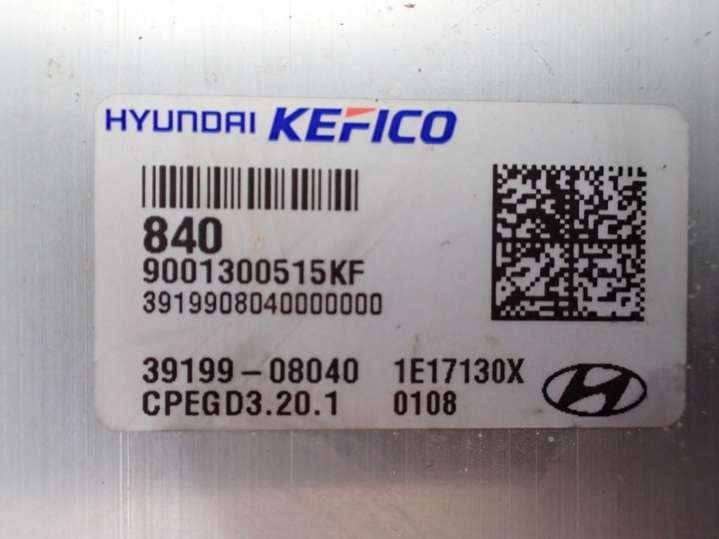 HYUNDAI KEFICO
840
9001300515KF
3919908040000000
39199-08040 1E17130X
CPEGD3.20.1 0108